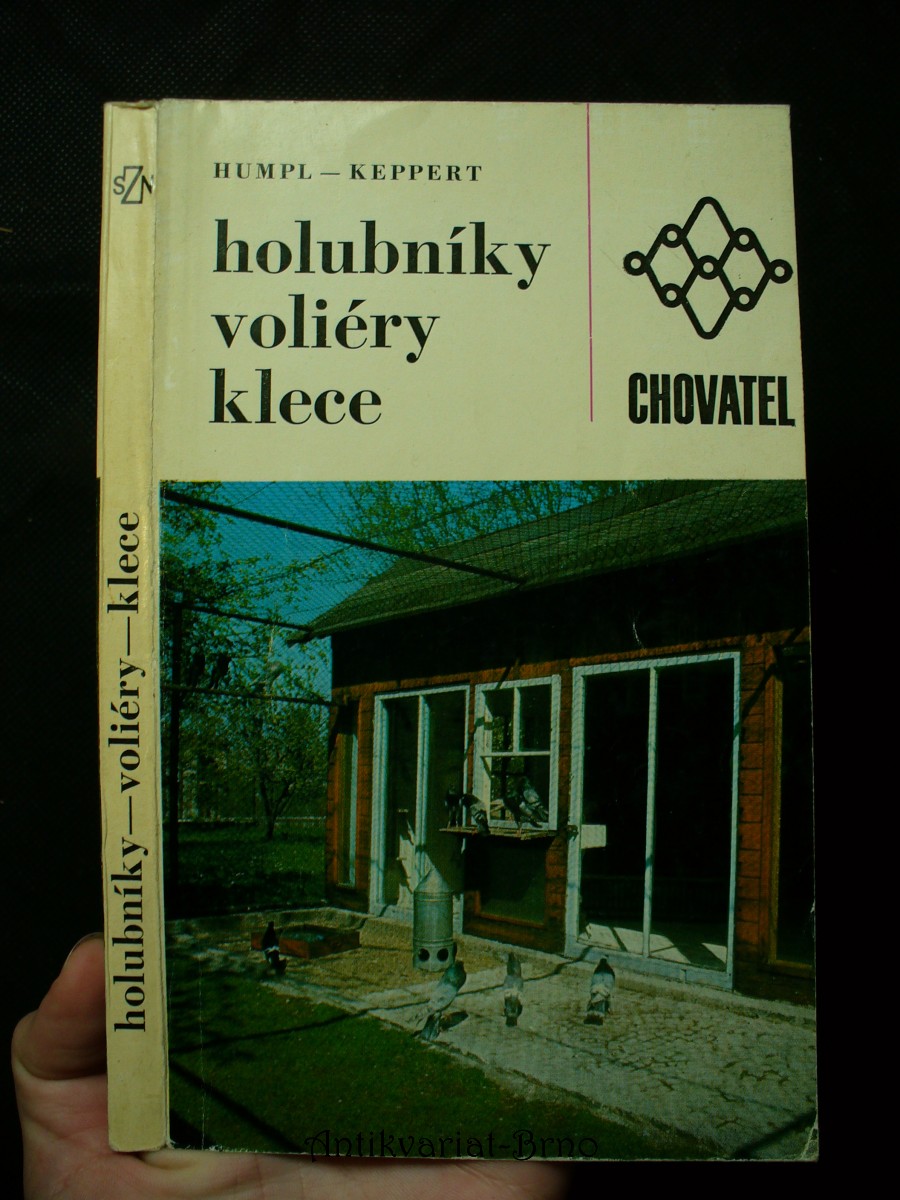 HUMPL — KEPPERT
holubníky
voliéry
klece
CHOVATEL
SZN
holubníky—voliéry—klece
Antikvariat-Brno